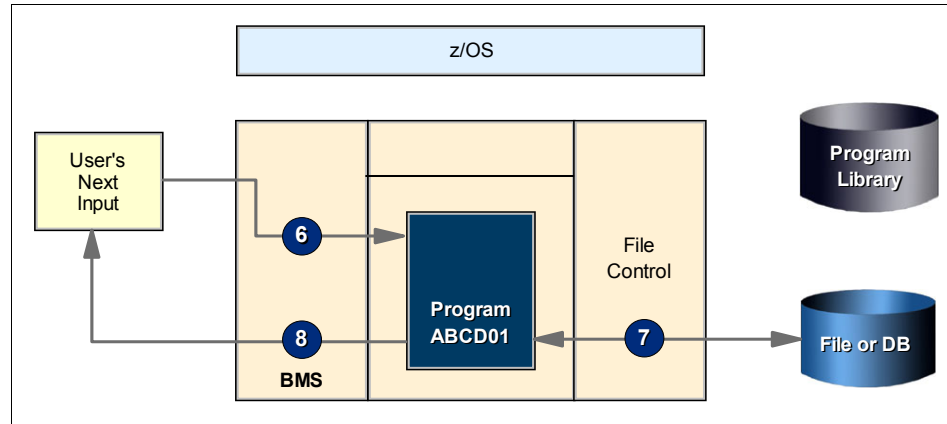 z/OS
User's
Next
Input
6
File
Control
Program
Library
Program
ABCD01
7
File or DB
8
BMS